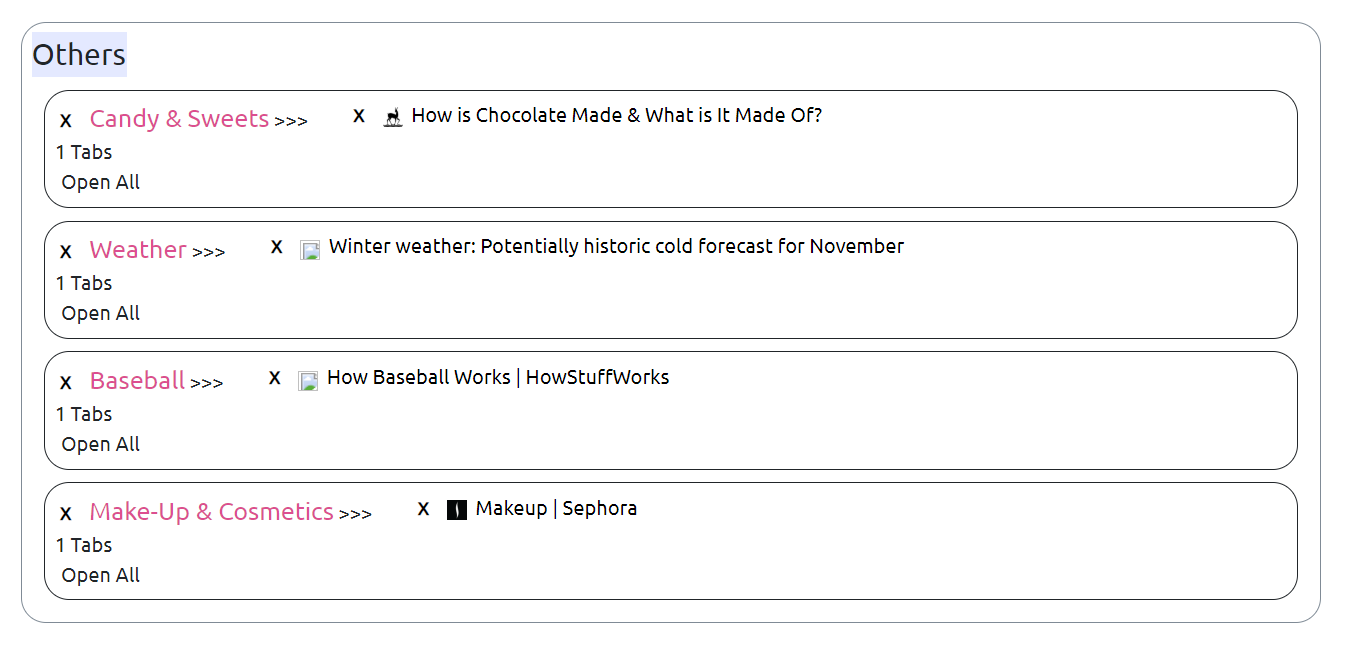 Others
x Candy & Sweets >>> x How is Chocolate Made & What is It Made Of?
1 Tabs
Open All
x Weather >>> x Winter weather: Potentially historic cold forecast for November
1 Tabs
Open All
x Baseball >>> x How Baseball Works | HowStuffWorks
1 Tabs
Open All
x Make-Up & Cosmetics >>> x Makeup | Sephora
1 Tabs
Open All